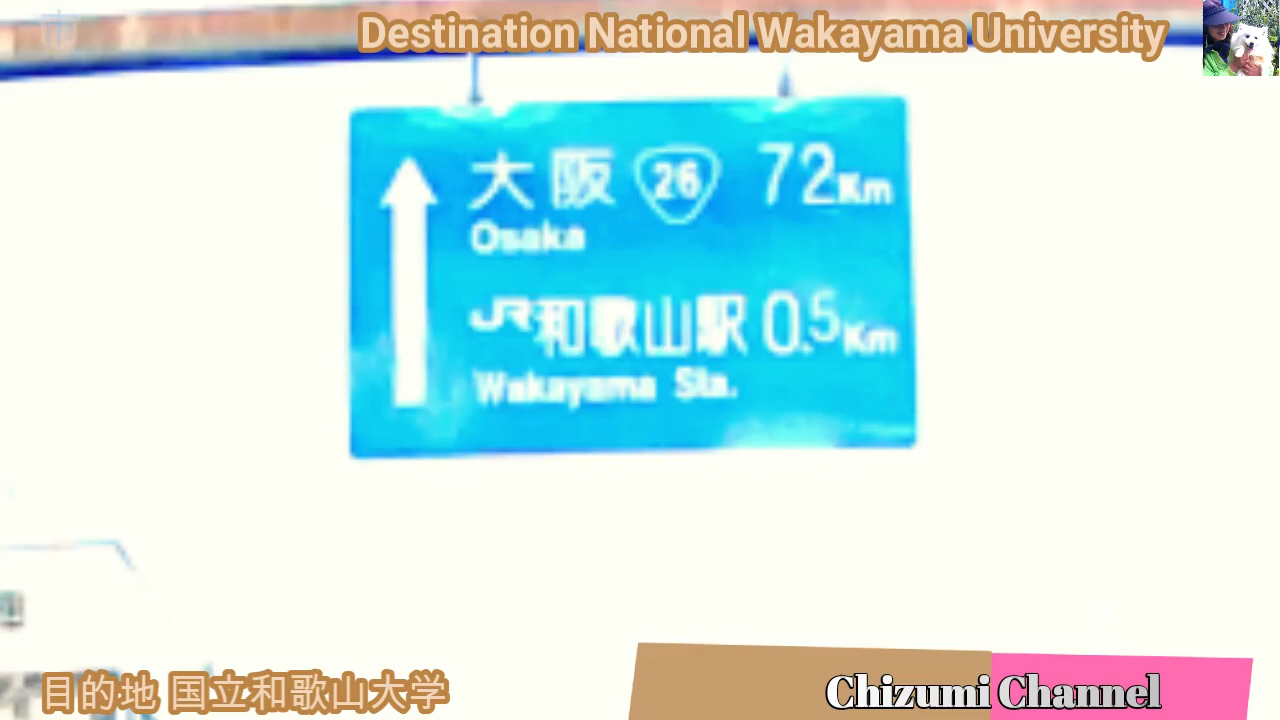 Destination National Wakayama University
大阪 26 72Km
Osaka
JR和歌山駅 0.5Km
Wakayama Sta.
目的地 国立和歌山大学
Chizumi Channel